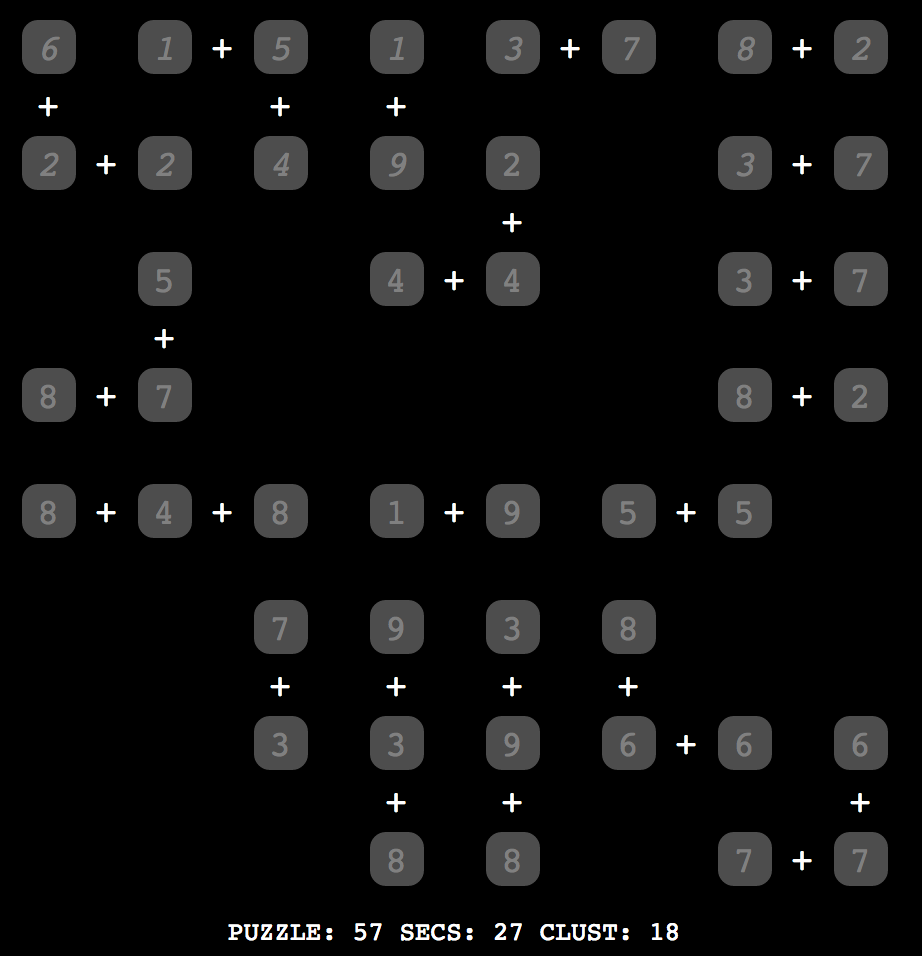 6 1 + 5 1 3 + 7 8 + 2
+ + +
2 + 2 4 9 2 3 + 7
+
5 4 + 4 3 + 7
+
8 + 7 8 + 2
8 + 4 + 8 1 + 9 5 + 5
7 9 3 8
+ + + +
3 3 9 6 + 6 6
+ + +
8 8 7 + 7
PUZZLE: 57 SECS: 27 CLUST: 18